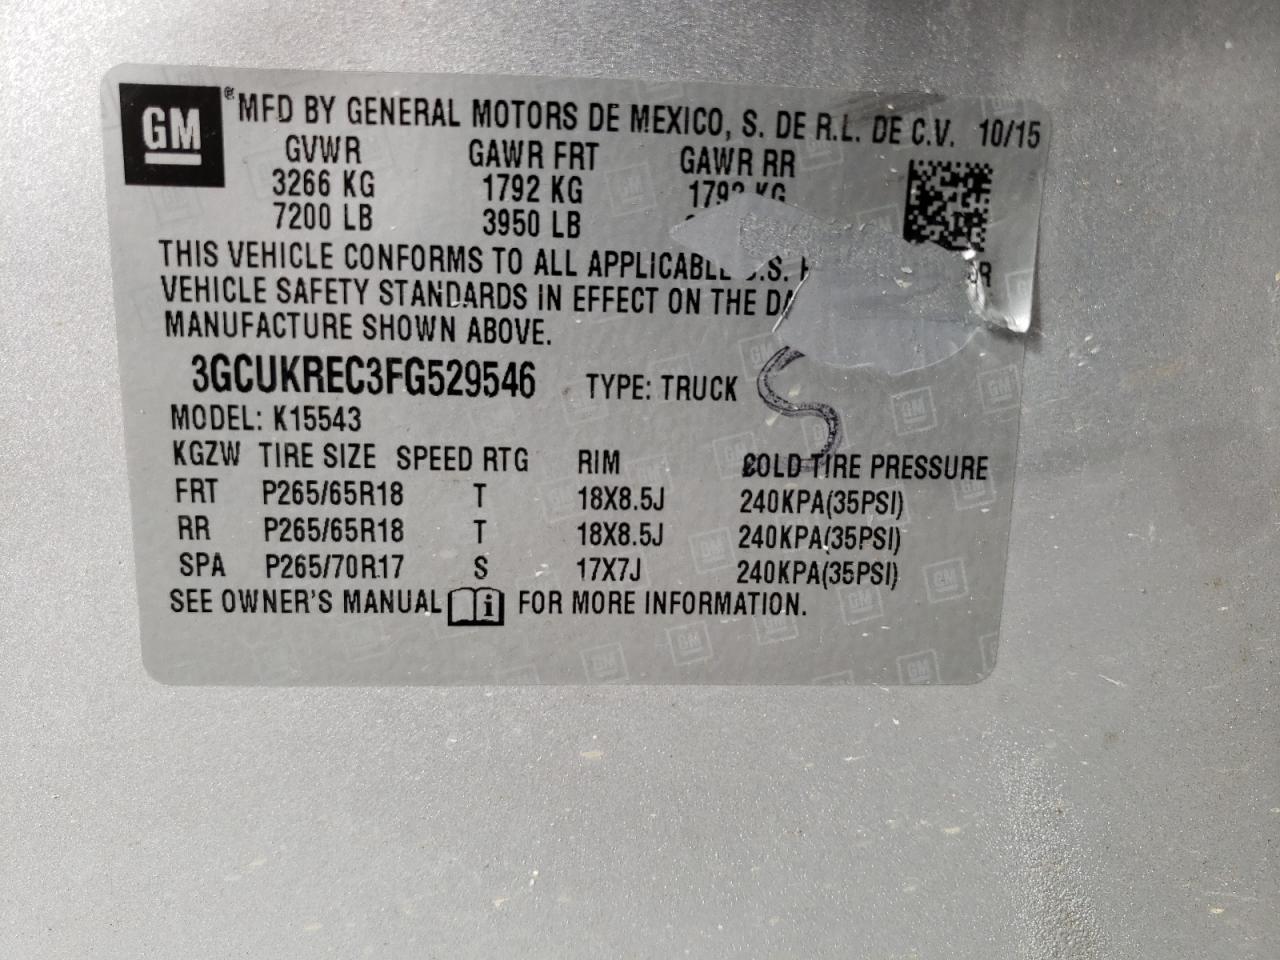 GM® MFD BY GENERAL MOTORS DE MEXICO, S. DE R.L. DE C.V. 10/15
GVWR GAWR FRT GAWR RR
3266 KG 1792 KG 1792 KG
7200 LB 3950 LB
THIS VEHICLE CONFORMS TO ALL APPLICABLE U.S.
VEHICLE SAFETY STANDARDS IN EFFECT ON THE
MANUFACTURE SHOWN ABOVE.
3GCUKREC3FG529546 TYPE: TRUCK
MODEL: K15543
KGZW TIRE SIZE SPEED RTG RIM COLD TIRE PRESSURE
FRT P265/65R18 T 18X8.5J 240KPA(35PSI)
RR P265/65R18 T 18X8.5J 240KPA(35PSI)
SPA P265/70R17 S 17X7J 240KPA(35PSI)
SEE OWNER'S MANUAL i FOR MORE INFORMATION.